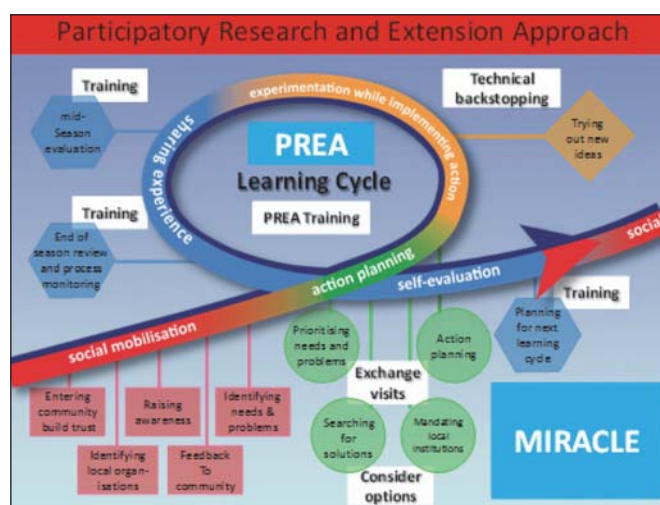 Participatory Research and Extension Approach
Training
mid-
Season
evaluation
sharing experience
experimentation while implementing action
Technical
backstopping
Trying
out new
ideas
PREA
Learning Cycle
PREA Training
Training
End of
season review
and process
monitoring
social mobilisation
action planning
self-evaluation
social
Training
Planning
for next
learning
cycle
Prioritising
needs and
problems
Action
planning
Exchange
visits
Searching
for
solutions
Mandating
local
institutions
Consider
options
Entering
community
build trust
Raising
awareness
Identifying
needs &
problems
Identifying
local organ-
isations
Feedback
To
community
MIRACLE